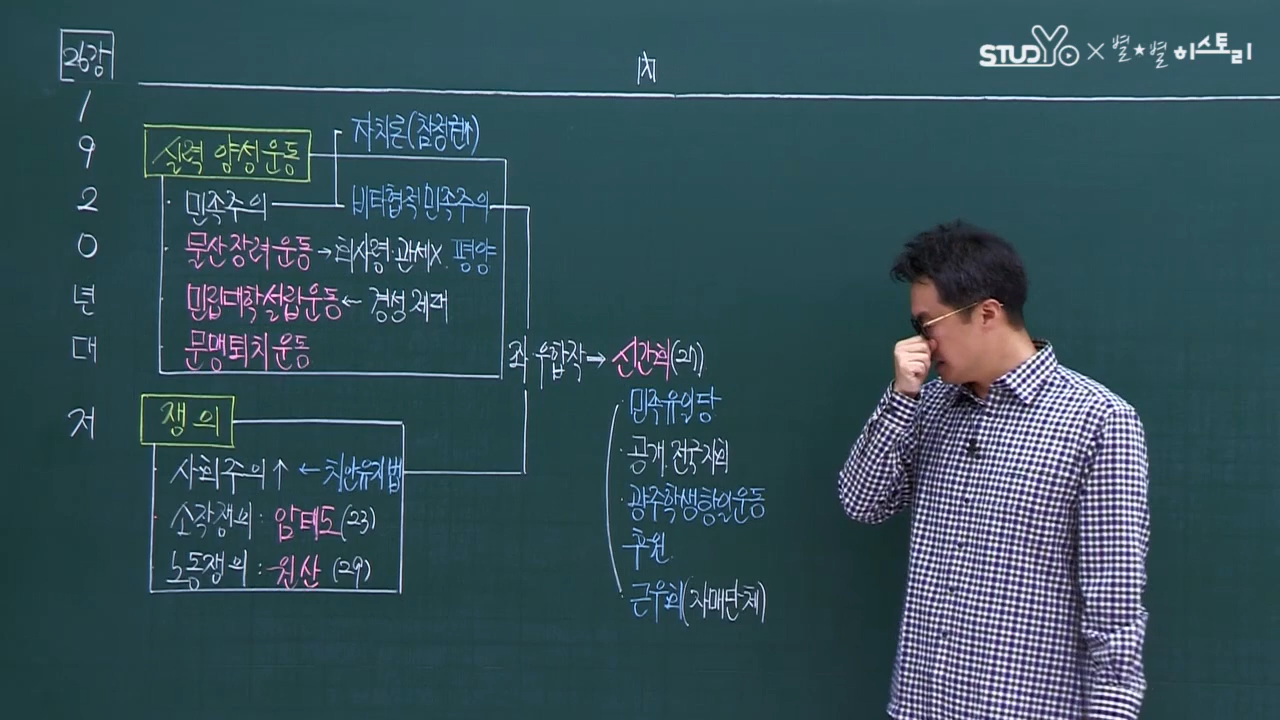 STUDYo × 별★별 히스토리
26강
저
1920년대
저
실력 양성운동
자치론(참정권↑)
· 민족주의
비타협적 민족주의
· 물산장려운동 → 회사령·관세X 평양
· 민립대학설립운동 ← 경성제대
· 문맹퇴치운동
좌우합작 → 신간회(27)
· 민족유일당
· 공개, 전국지회
· 광주학생항일운동
후원
· 근우회(자매단체)
쟁의
· 사회주의↑ ← 치안유지법
· 소작쟁의 : 암태도(23)
· 노동쟁의 : 원산(29)